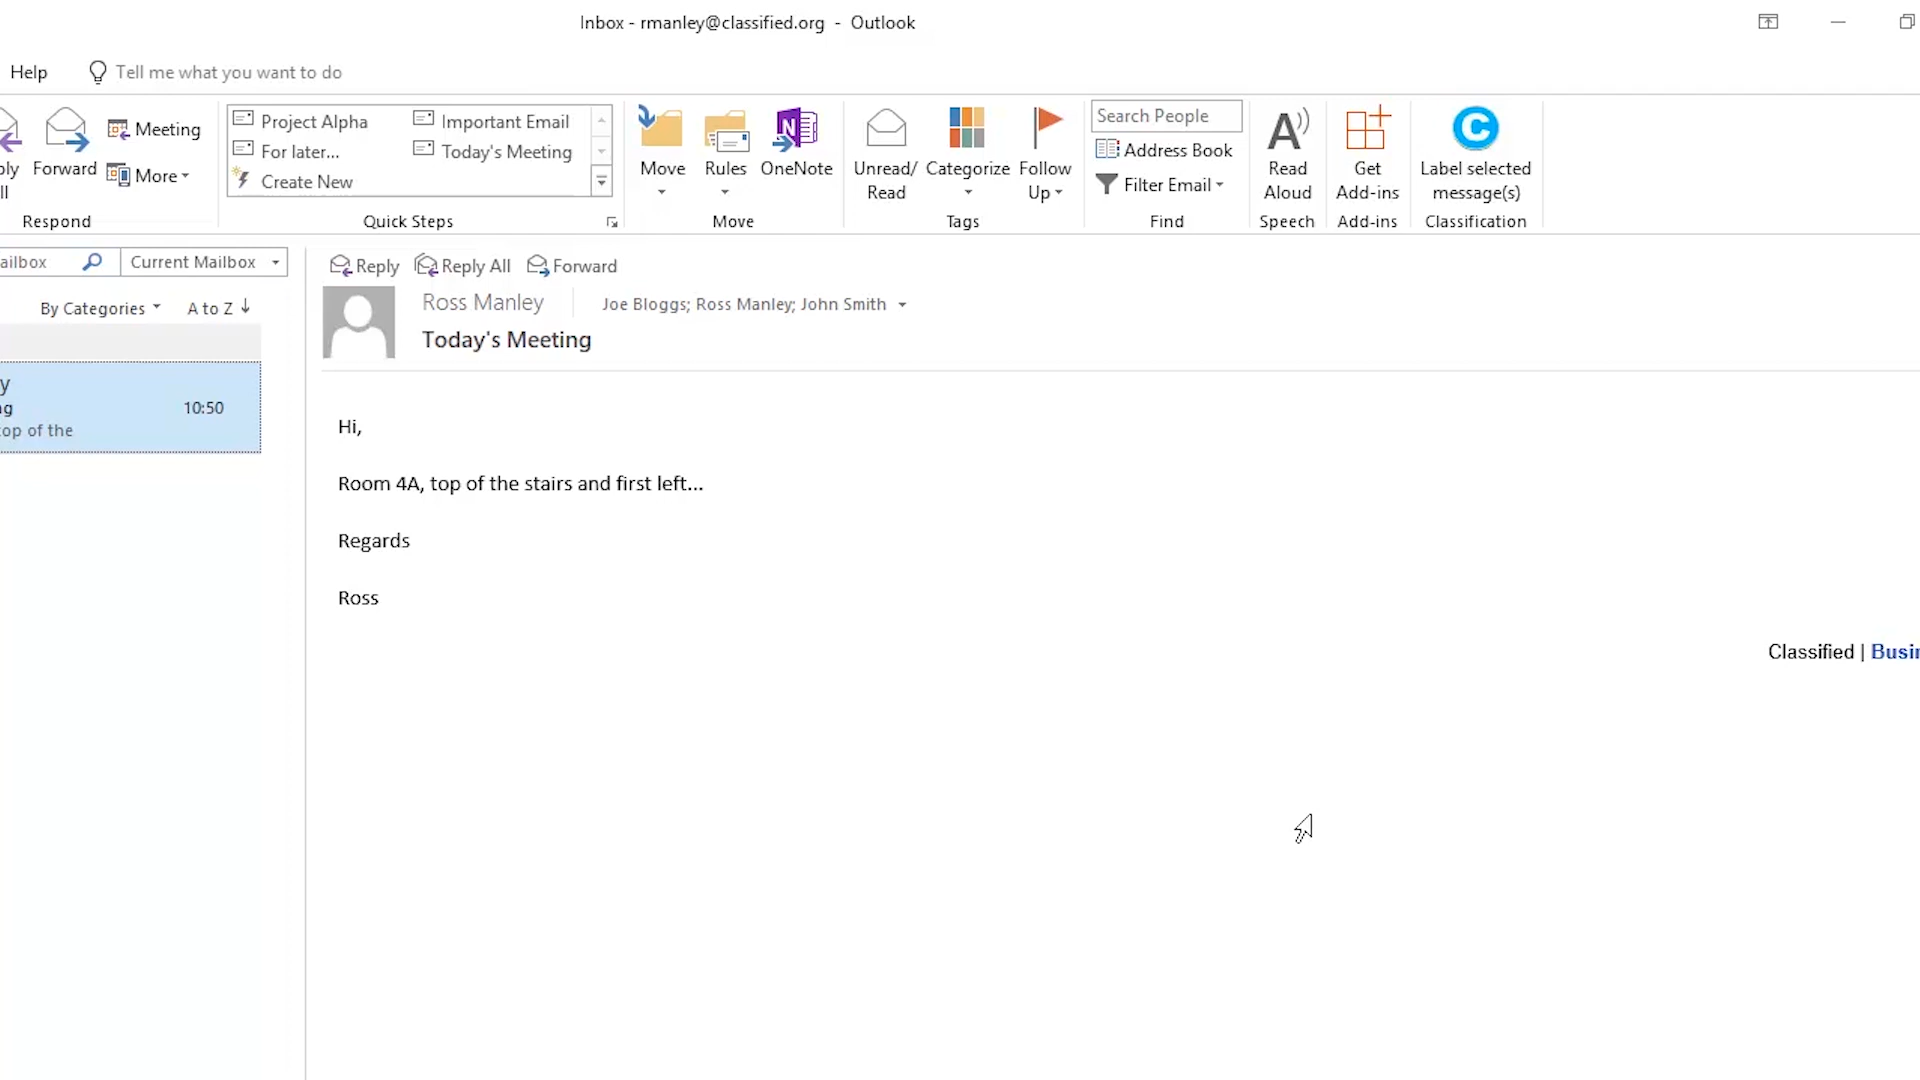 Inbox - rmanley@classified.org - Outlook
Help
Tell me what you want to do
Forward
Meeting
More
Respond
Project Alpha
For later...
Create New
Important Email
Today's Meeting
Quick Steps
Move
Rules
OneNote
Move
Unread/
Read
Categorize
Follow
Up
Tags
Search People
Address Book
Filter Email
Find
Read
Aloud
Speech
Get
Add-ins
Add-ins
Label selected
message(s)
Classification
Current Mailbox
By Categories
A to Z
10:50
of the
Reply
Reply All
Forward
Ross Manley
Joe Bloggs; Ross Manley; John Smith
Today's Meeting
Hi,
Room 4A, top of the stairs and first left...
Regards
Ross
Classified |